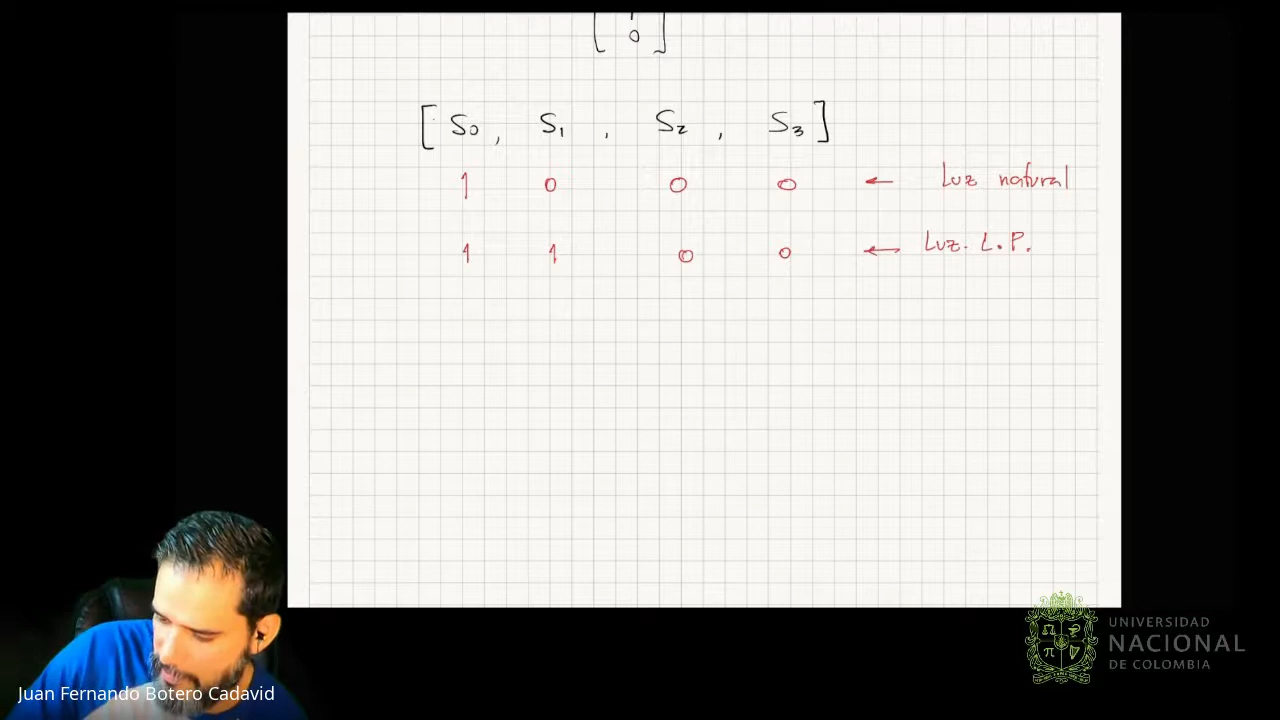 0
[ S₀ , S₁ , S₂ , S₃ ]
1 0 0 0 ← Luz natural
1 1 0 0 ← Luz. L.P.
UNIVERSIDAD
NACIONAL
DE COLOMBIA
Juan Fernando Botero Cadavid